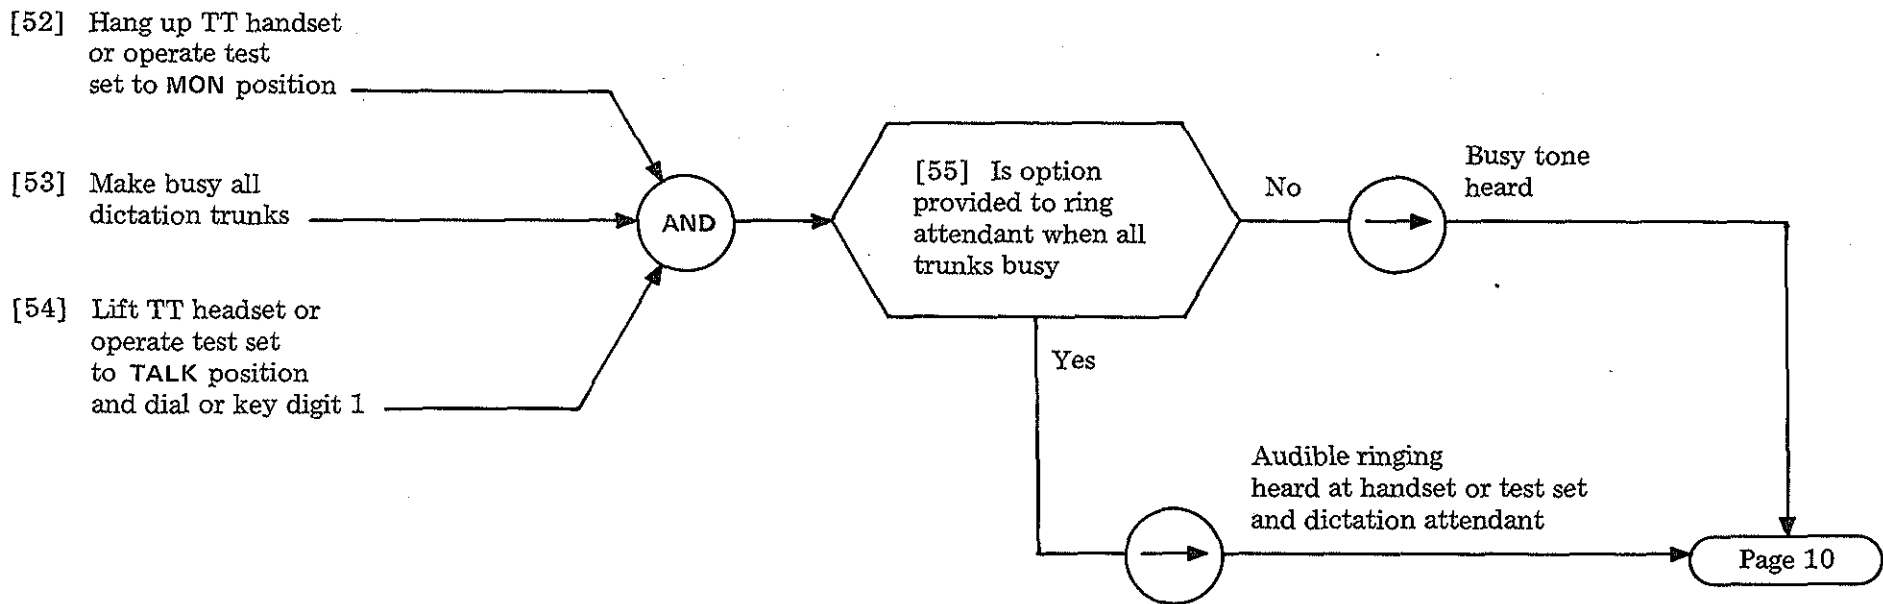 [52] Hang up TT handset
or operate test
set to MON position
[53] Make busy all
dictation trunks
[54] Lift TT headset or
operate test set
to TALK position
and dial or key digit 1
AND
[55] Is option
provided to ring
attendant when all
trunks busy
No
Busy tone
heard
Yes
Audible ringing
heard at handset or test set
and dictation attendant
Page 10